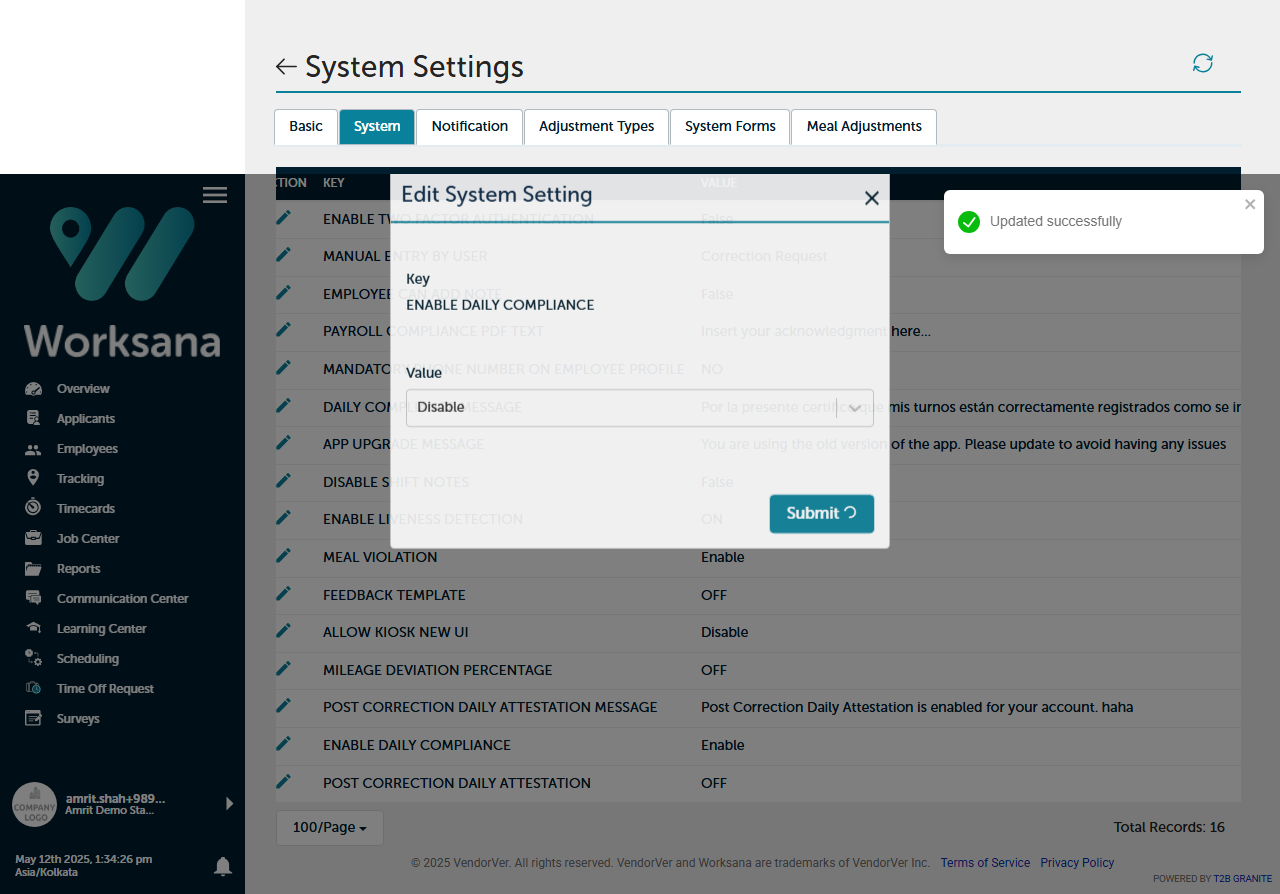 System Settings
Basic
System
Notification
Adjustment Types
System Forms
Meal Adjustments
Worksana
Overview
Applicants
Employees
Tracking
Timecards
Job Center
Reports
Communication Center
Learning Center
Scheduling
Time Off Request
Surveys
COMPANY
LOGO
amrit.shah+989...
Amrit Demo Sta...
May 12th 2025, 1:34:26 pm
Asia/Kolkata
CTION KEY VALUE
ENABLE TWO FACTOR AUTHENTICATION False
MANUAL ENTRY BY USER Correction Request
EMPLOYEE CAN ADD NOTE False
PAYROLL COMPLIANCE PDF TEXT Insert your acknowledgment here...
MANDATORY PHONE NUMBER ON EMPLOYEE PROFILE NO
DAILY COMPLIANCE MESSAGE Por la presente certifico que mis turnos están correctamente registrados como se ir
APP UPGRADE MESSAGE You are using the old version of the app. Please update to avoid having any issues
DISABLE SHIFT NOTES False
ENABLE LIVENESS DETECTION ON
MEAL VIOLATION Enable
FEEDBACK TEMPLATE OFF
ALLOW KIOSK NEW UI Disable
MILEAGE DEVIATION PERCENTAGE OFF
POST CORRECTION DAILY ATTESTATION MESSAGE Post Correction Daily Attestation is enabled for your account. haha
ENABLE DAILY COMPLIANCE Enable
POST CORRECTION DAILY ATTESTATION OFF
Edit System Setting
Key
ENABLE DAILY COMPLIANCE
Value
Disable
Submit
Updated successfully
100/Page
Total Records: 16
© 2025 VendorVer. All rights reserved. VendorVer and Worksana are trademarks of VendorVer Inc. Terms of Service Privacy Policy
POWERED BY T2B GRANITE